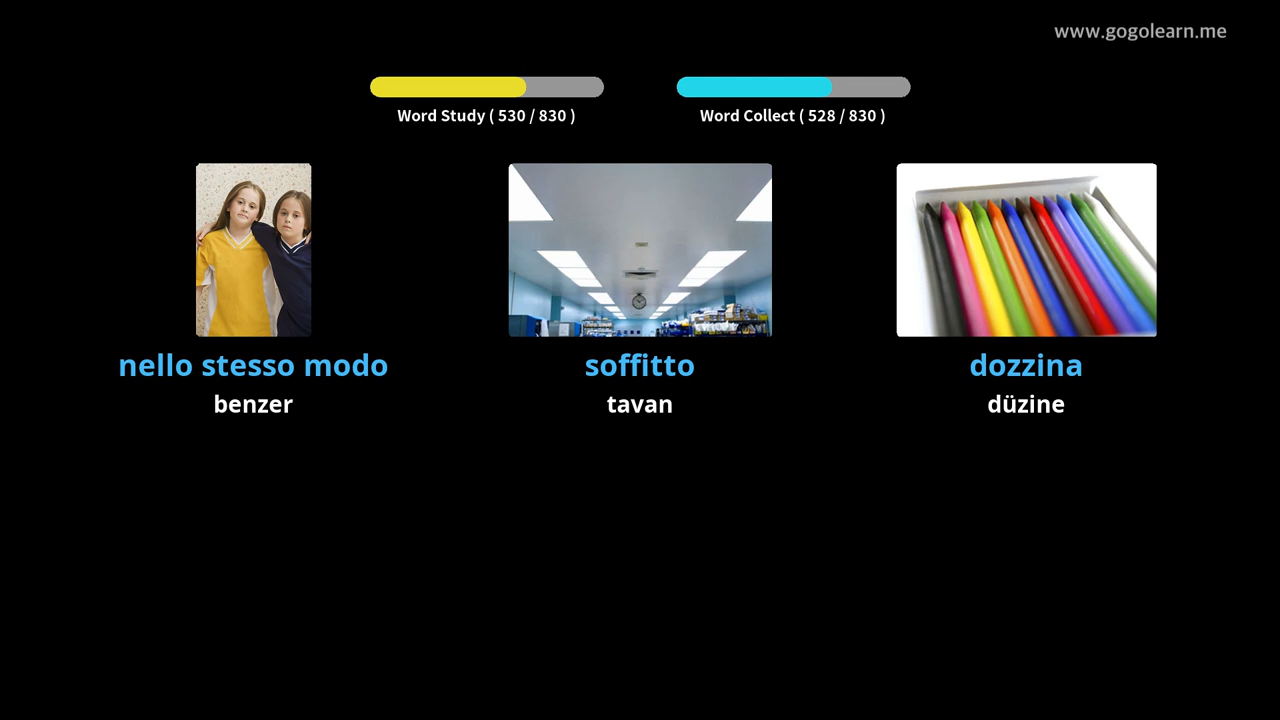 www.gogolearn.me
Word Study ( 530 / 830 )
Word Collect ( 528 / 830 )
nello stesso modo
benzer
soffitto
tavan
dozzina
düzine